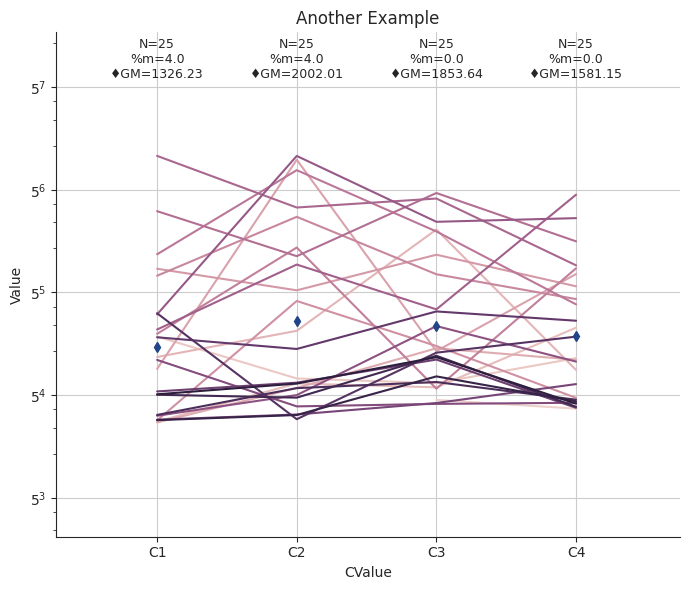 Another Example
N=25 N=25 N=25 N=25
%m=4.0 %m=4.0 %m=0.0 %m=0.0
♦GM=1326.23 ♦GM=2002.01 ♦GM=1853.64 ♦GM=1581.15
5⁷
5⁶
5⁵
5⁴
5³
Value
C1 C2 C3 C4
CValue